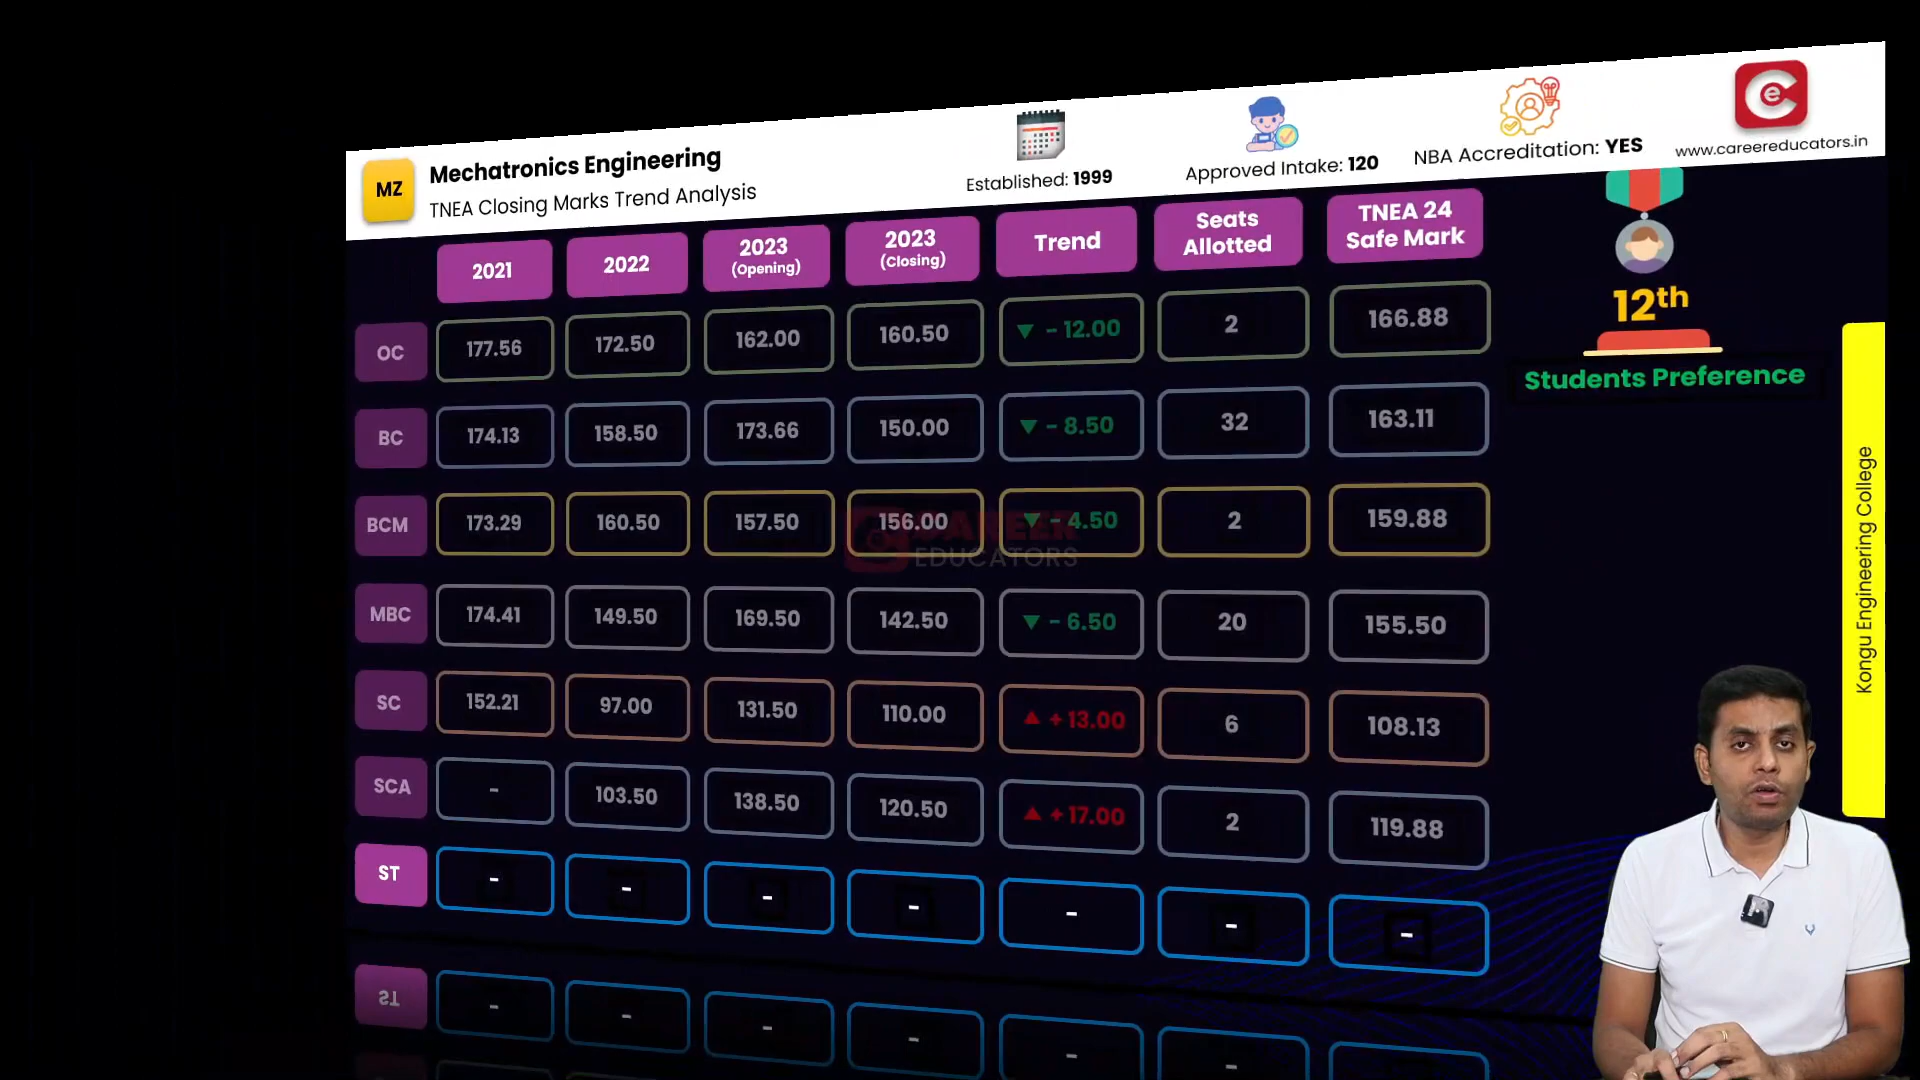 MZ
Mechatronics Engineering
TNEA Closing Marks Trend Analysis
Established: 1999
Approved Intake: 120
NBA Accreditation: YES
e
www.careereducators.in
2021
2022
2023
(Opening)
2023
(Closing)
Trend
Seats
Allotted
TNEA 24
Safe Mark
OC
177.56
172.50
162.00
160.50
▼ - 12.00
2
166.88
BC
174.13
158.50
173.66
150.00
▼ - 8.50
32
163.11
BCM
173.29
160.50
157.50
156.00
▼ - 4.50
2
159.88
MBC
174.41
149.50
169.50
142.50
▼ - 6.50
20
155.50
SC
152.21
97.00
131.50
110.00
▲ + 13.00
6
108.13
SCA
-
103.50
138.50
120.50
▲ + 17.00
2
119.88
ST
-
-
-
-
-
-
-
12th
Students Preference
Kongu Engineering College
CAREER
EDUCATORS